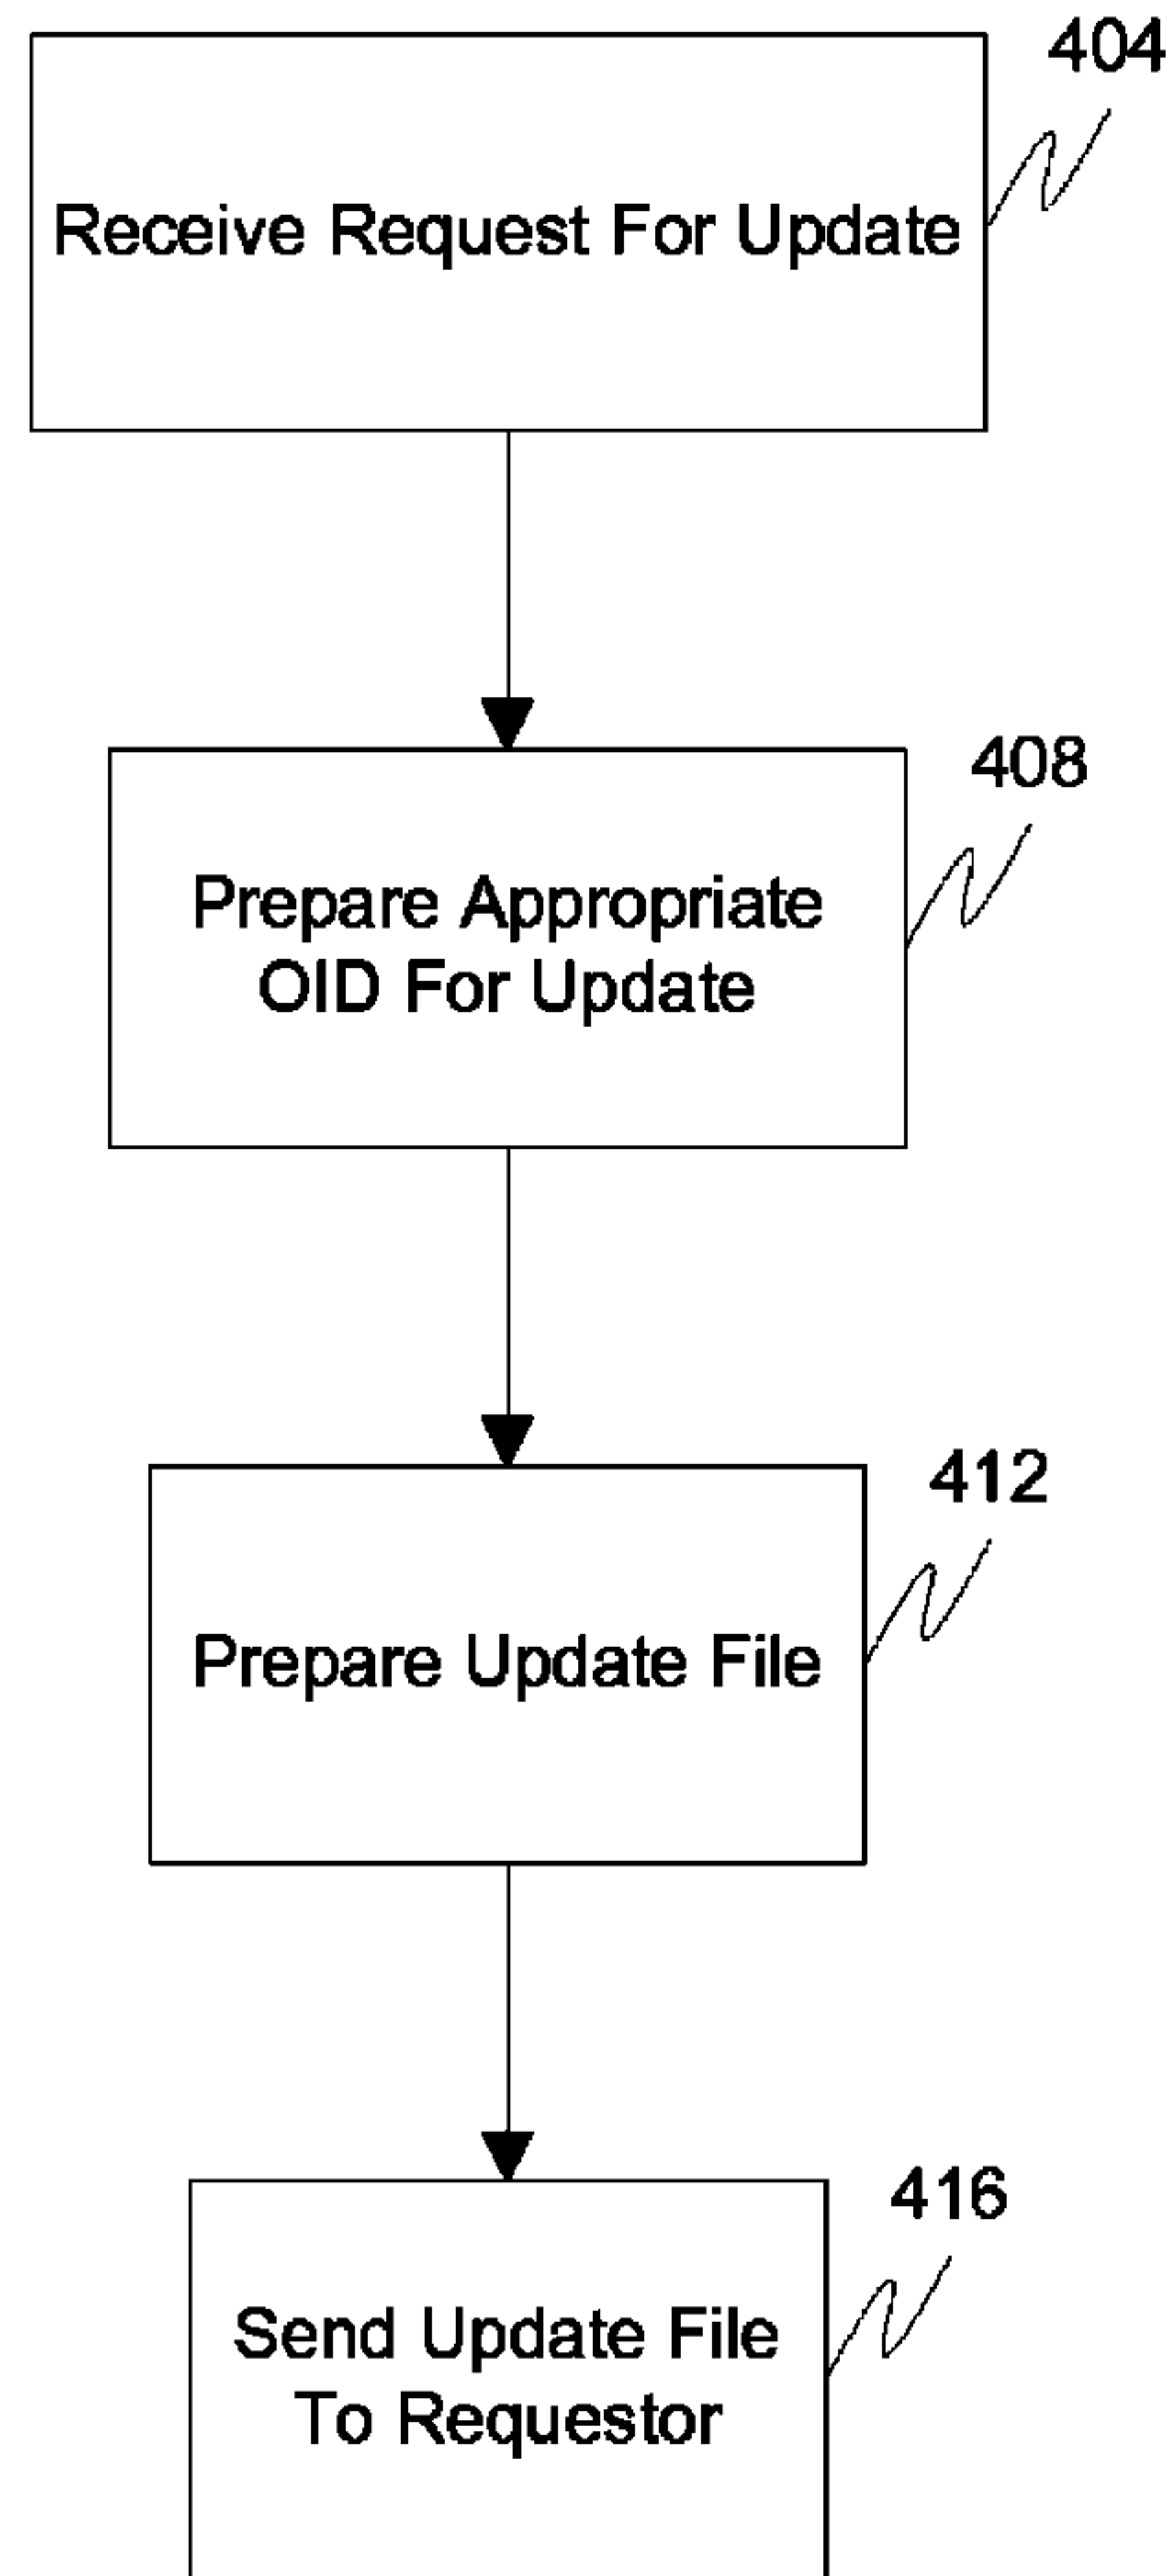 404
Receive Request For Update
408
Prepare Appropriate
OID For Update
412
Prepare Update File
416
Send Update File
To Requestor